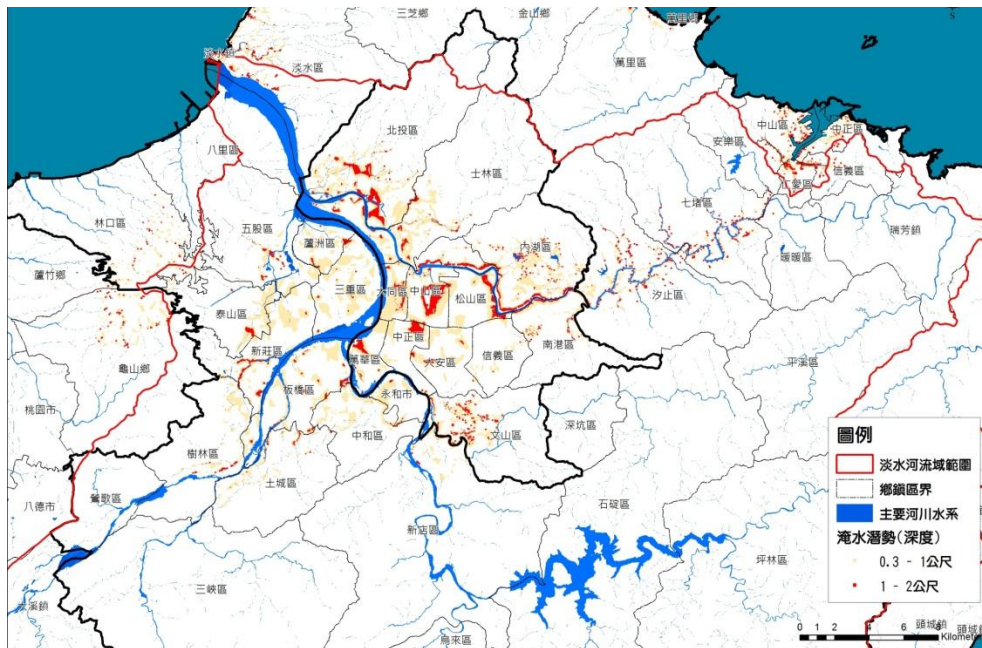 三芝鄉
金山鄉
萬里鄉
淡水鎮
淡水區
萬里區
北投區
中山區
中正區
安樂區
八里區
士林區
信義區
仁愛區
七堵區
林口區
五股區
瑞芳鎮
蘆洲區
內湖區
暖暖區
蘆竹鄉
三重區
大同區
中山區
松山區
汐止區
泰山區
中正區
南港區
新莊區
萬華區
大安區
信義區
平溪區
龜山鄉
板橋區
永和市
桃園市
中和區
文山區
深坑區
樹林區
土城區
八德市
鶯歌區
石碇區
新店區
坪林區
三峽區
大溪鎮
烏來區
頭城鎮
頭城
圖例
淡水河流域範圍
鄉鎮區界
主要河川水系
淹水潛勢(深度)
0.3 - 1公尺
1 - 2公尺
0 1 2 4 6 8
Kilometer